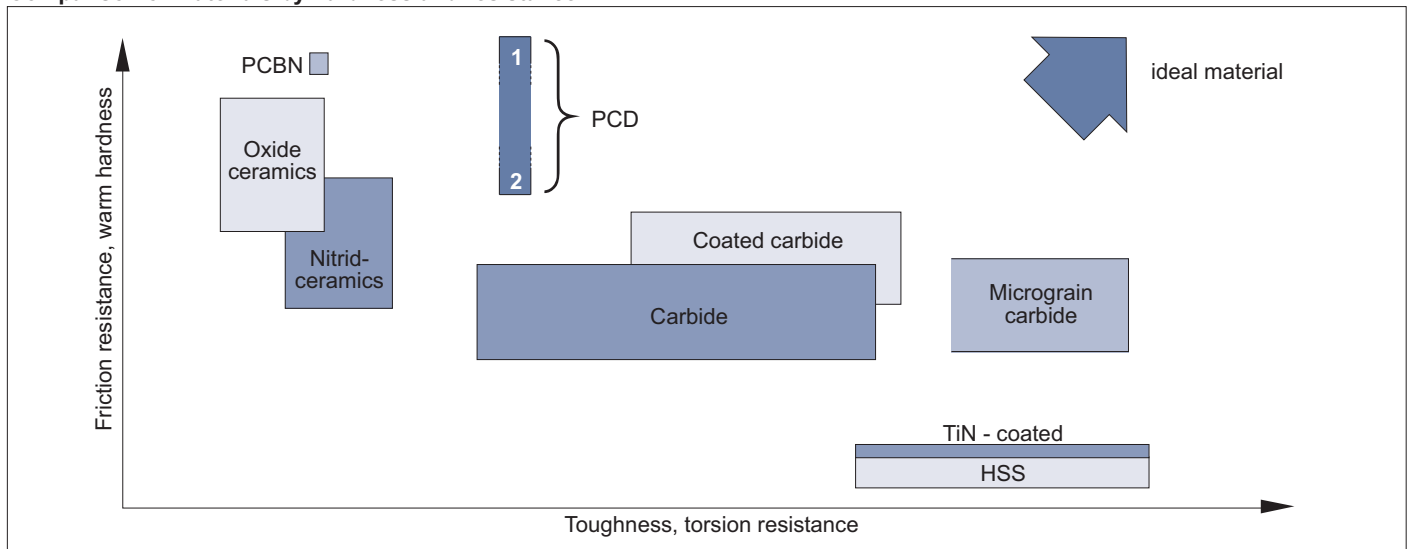 Friction resistance, warm hardness
PCBN
1
2
PCD
ideal material
Oxide
ceramics
Nitrid-
ceramics
Coated carbide
Carbide
Micrograin
carbide
TiN - coated
HSS
Toughness, torsion resistance